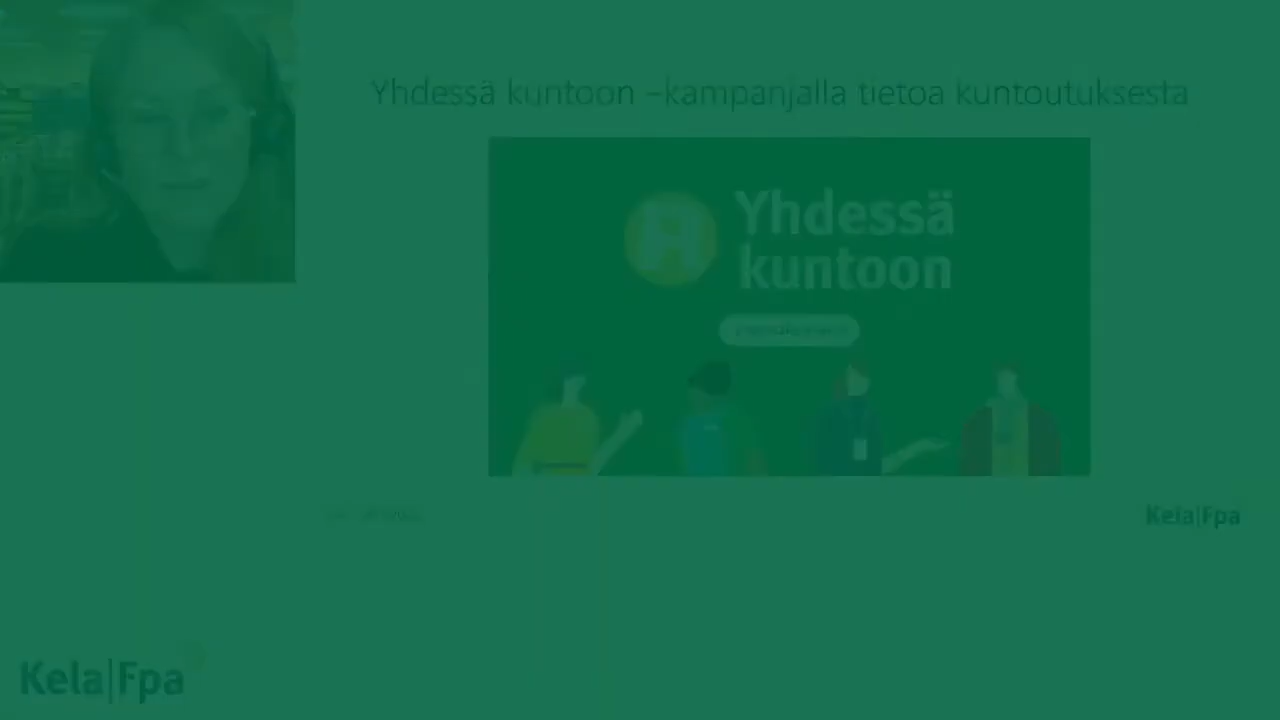 Yhdessä kuntoon –kampanjalla tietoa kuntoutuksesta
Yhdessä
kuntoon
Kela|Fpa
Kela|Fpa